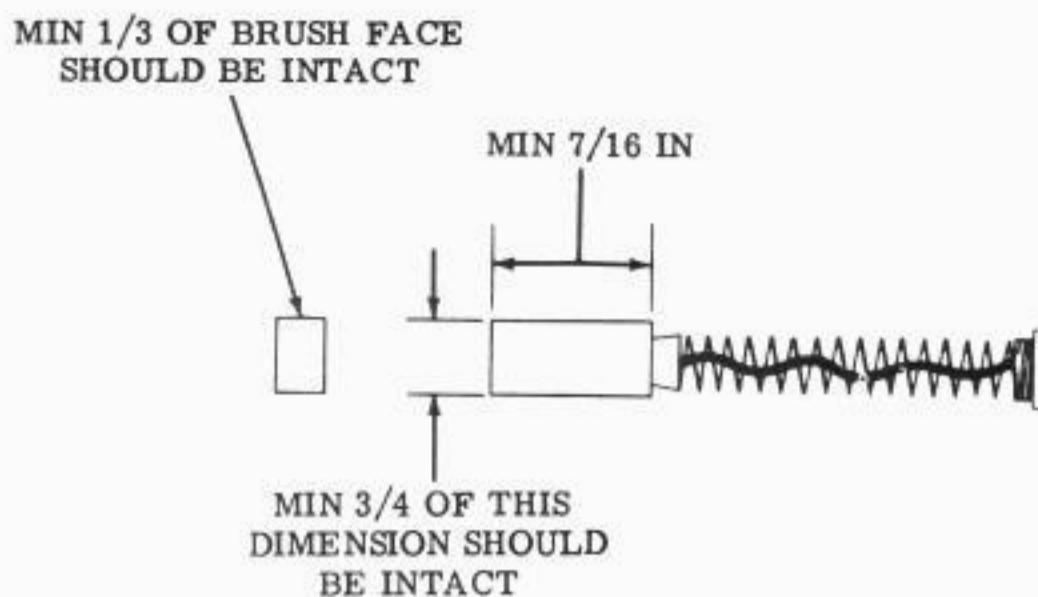 MIN 1/3 OF BRUSH FACE
SHOULD BE INTACT
MIN 7/16 IN
MIN 3/4 OF THIS
DIMENSION SHOULD
BE INTACT